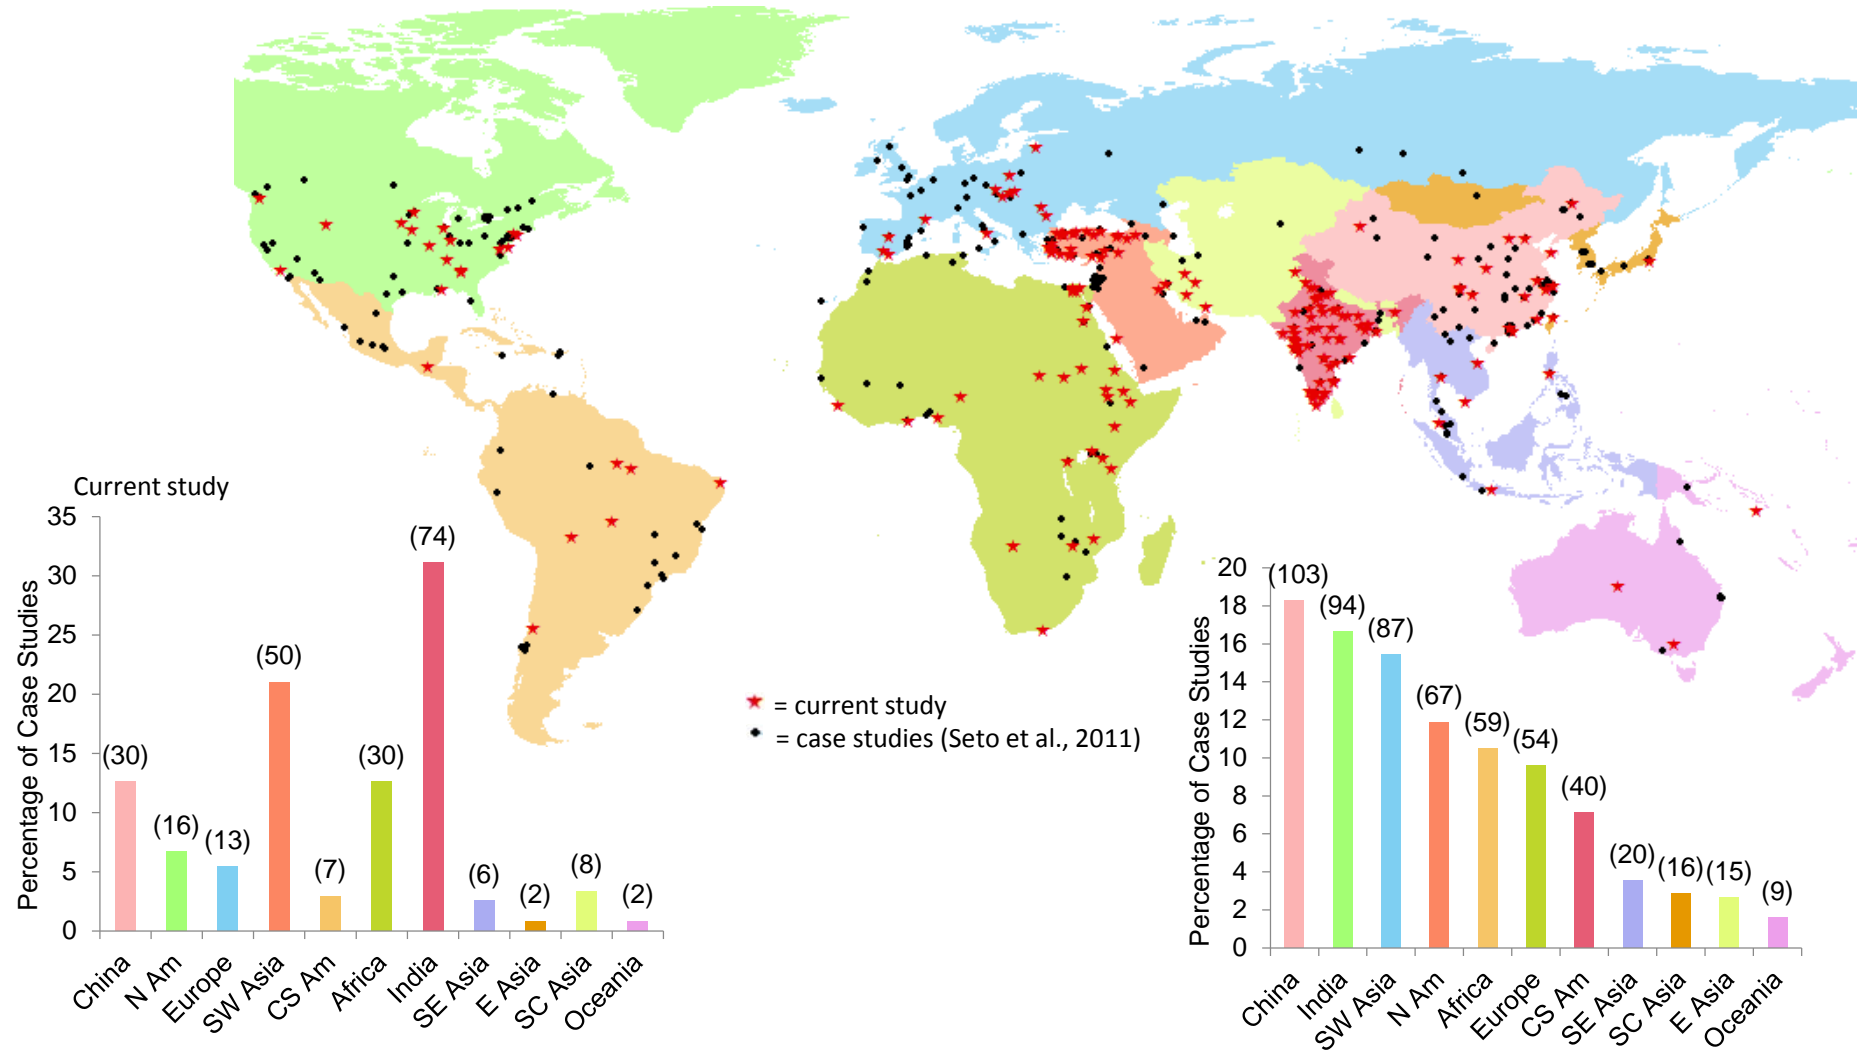 Current study
Percentage of Case Studies
35
30
25
20
15
10
5
0
(30)
(16)
(13)
(50)
(7)
(30)
(74)
(6)
(2)
(8)
(2)
China
N Am
Europe
SW Asia
CS Am
Africa
India
SE Asia
E Asia
SC Asia
Oceania
= current study
= case studies (Seto et al., 2011)
Percentage of Case Studies
20
18
16
14
12
10
8
6
4
2
0
(103)
(94)
(87)
(67)
(59)
(54)
(40)
(20)
(16)
(15)
(9)
China
India
SW Asia
N Am
Africa
Europe
CS Am
SE Asia
SC Asia
E Asia
Oceania